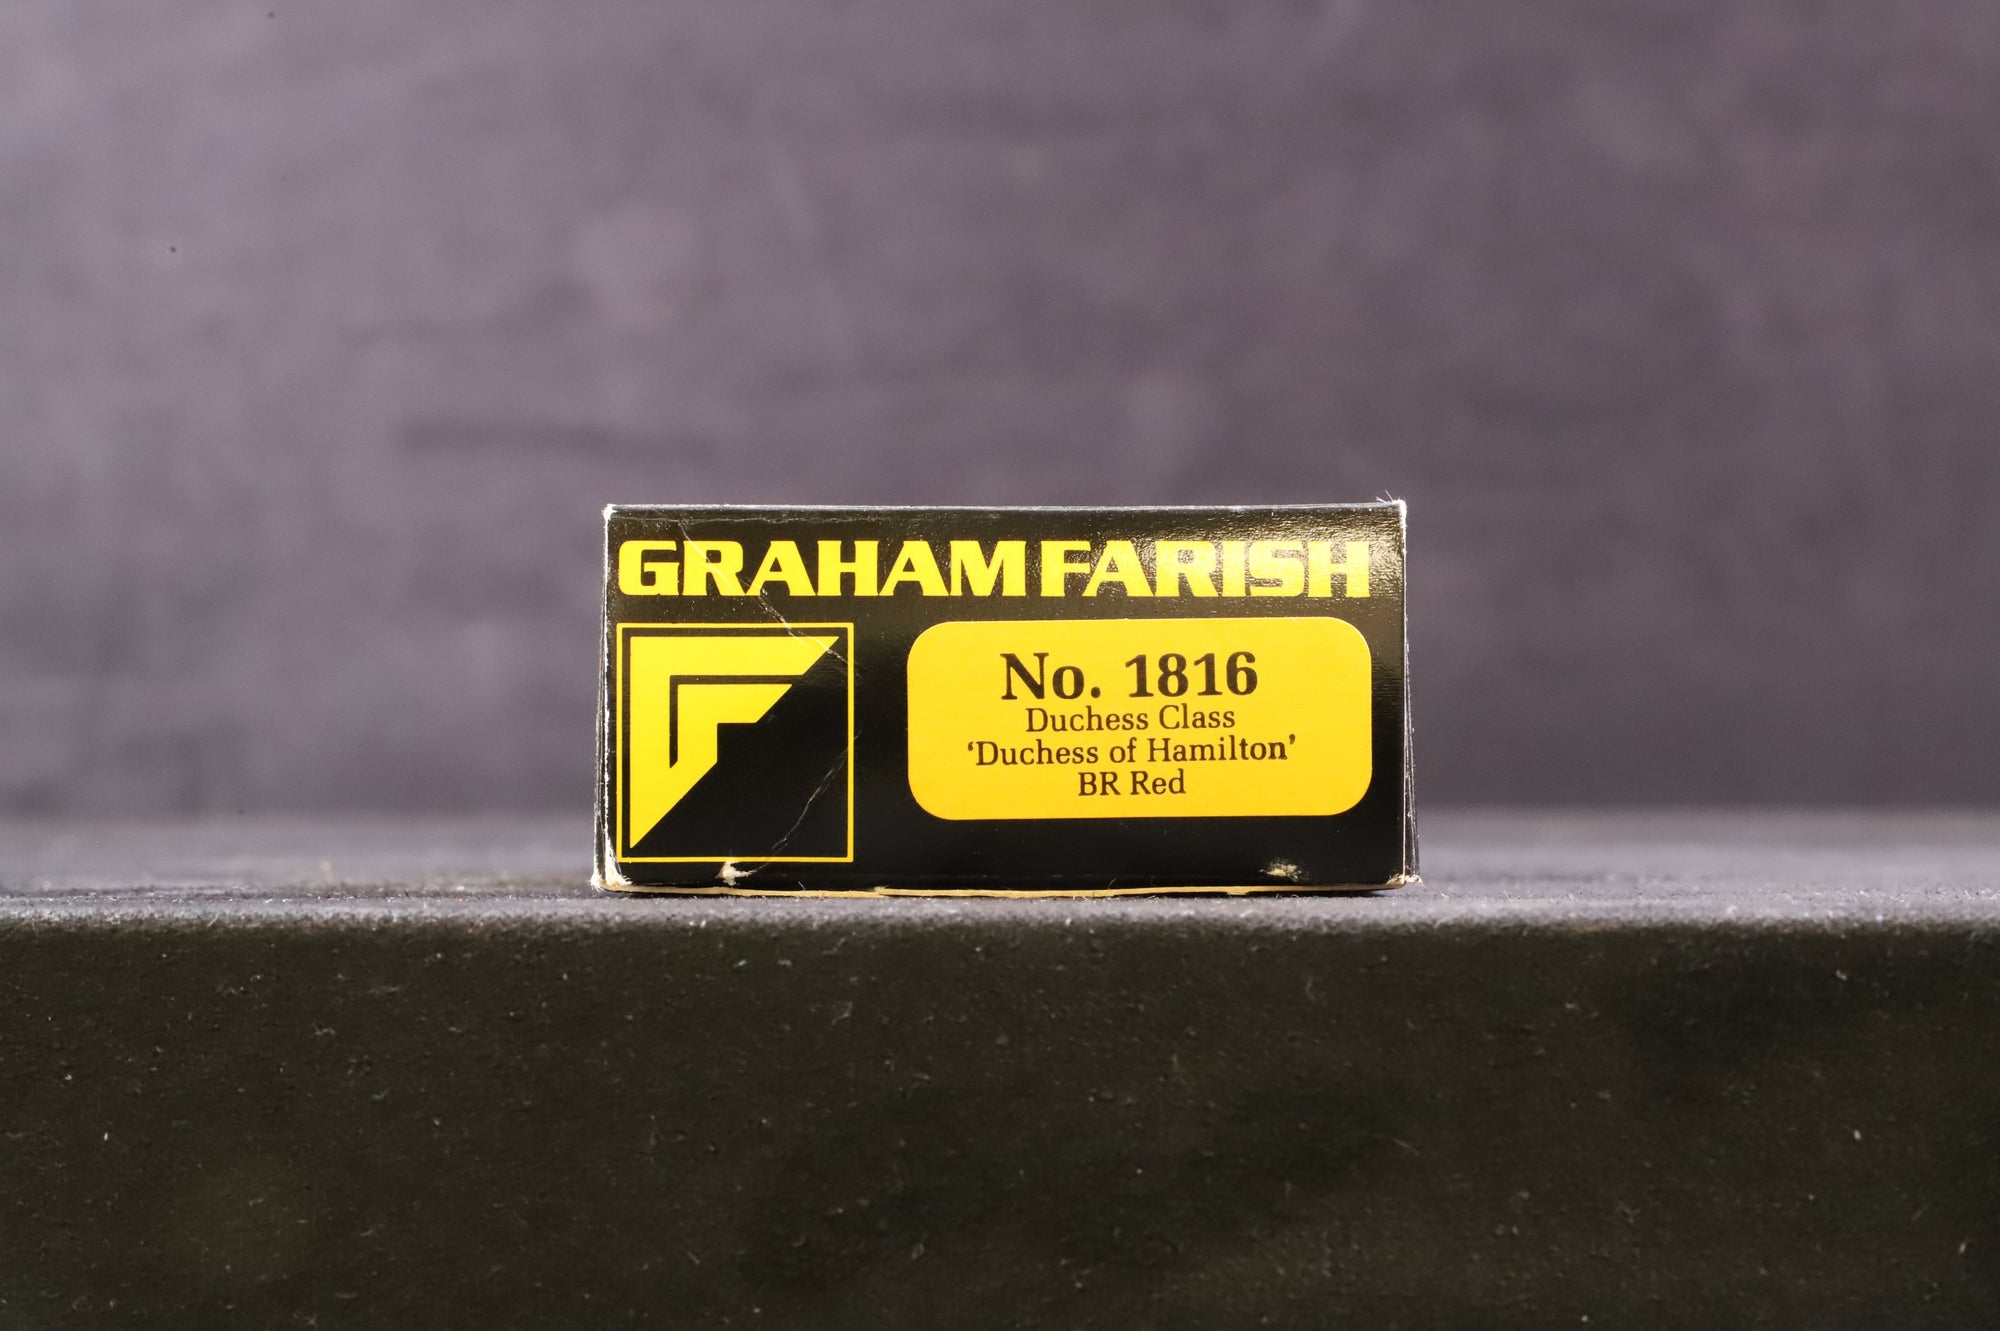 GRAHAM FARISH
No. 1816
Duchess Class
‘Duchess of Hamilton’
BR Red